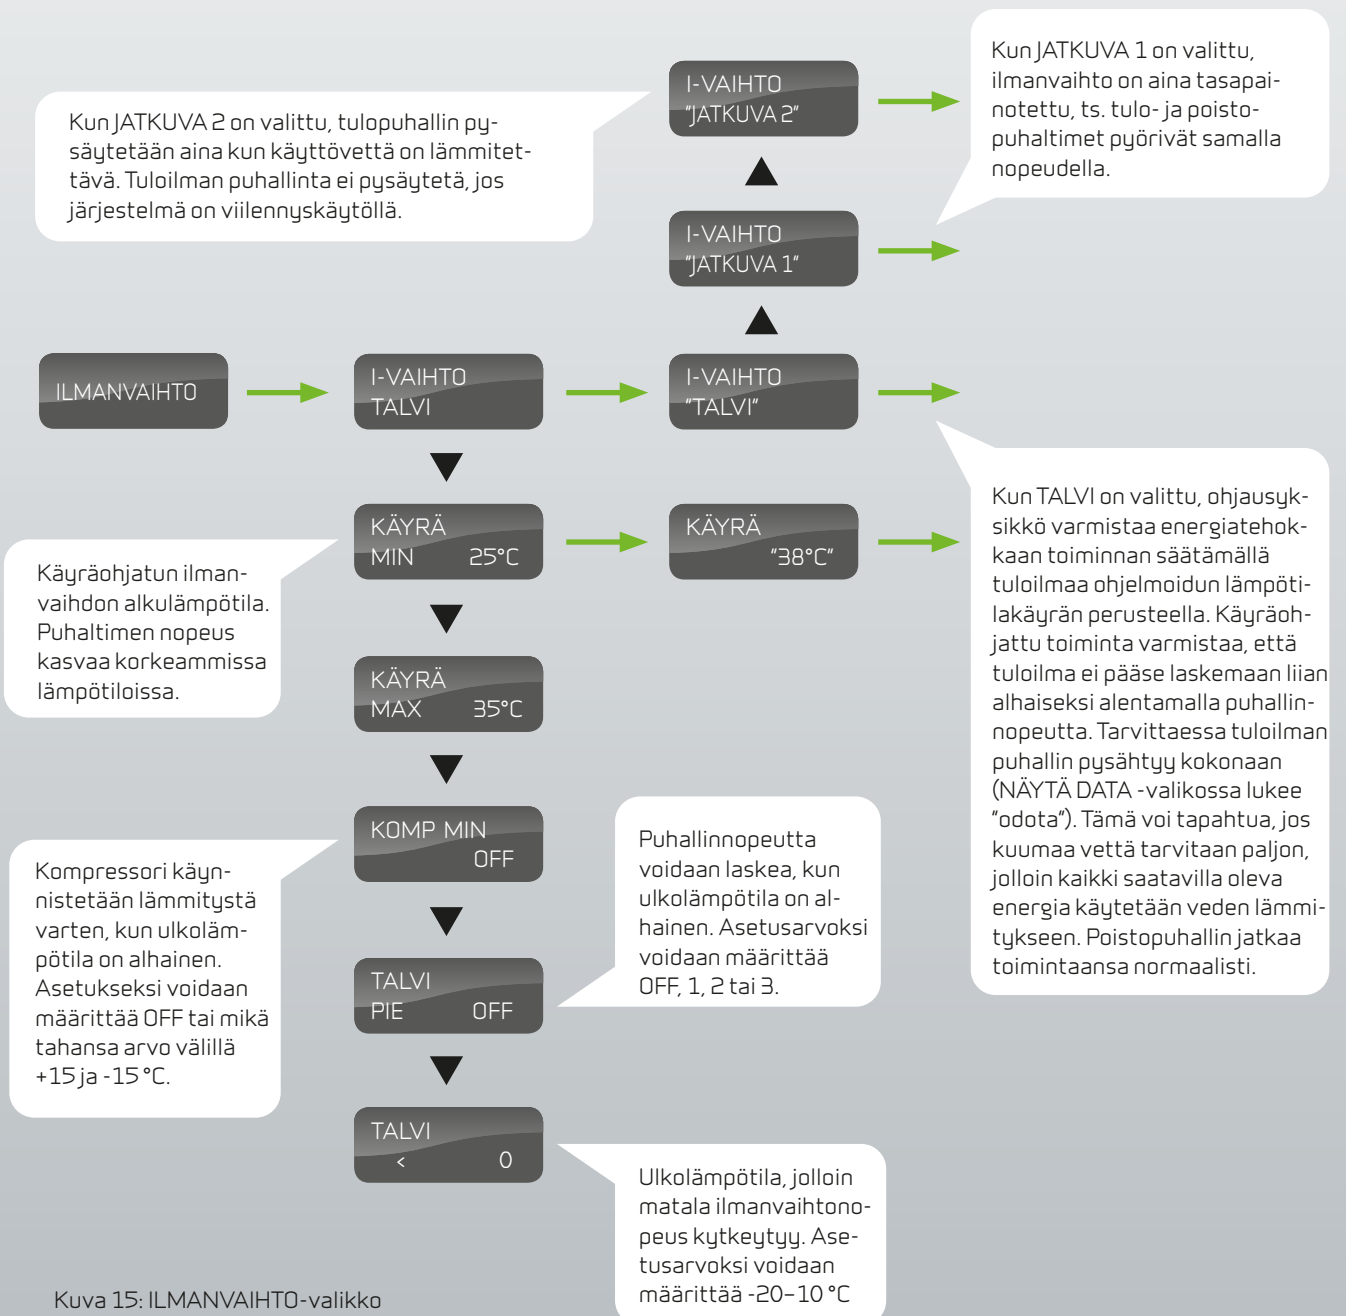 Kun JATKUVA 2 on valittu, tulopuhallin py-
säytetään aina kun käyttövettä on lämmitet-
tävä. Tuloilman puhallinta ei pysäytetä, jos
järjestelmä on viilennyskäytöllä.
I-VAIHTO
"JATKUVA 2"
Kun JATKUVA 1 on valittu,
ilmanvaihto on aina tasapai-
notettu, ts. tulo- ja poisto-
puhaltimet pyörivät samalla
nopeudella.
I-VAIHTO
"JATKUVA 1"
ILMANVAIHTO
I-VAIHTO
TALVI
I-VAIHTO
"TALVI"
Kun TALVI on valittu, ohjausyk-
sikkö varmistaa energiatehok-
kaan toiminnan säätämällä
tuloilmaa ohjelmoidun lämpöti-
lakäyrän perusteella. Käyräoh-
jattu toiminta varmistaa, että
tuloilma ei pääse laskemaan liian
alhaiseksi alentamalla puhallin-
nopeutta. Tarvittaessa tuloilman
puhallin pysähtyy kokonaan
(NÄYTÄ DATA -valikossa lukee
"odota"). Tämä voi tapahtua, jos
kuumaa vettä tarvitaan paljon,
jolloin kaikki saatavilla oleva
energia käytetään veden lämmi-
tykseen. Poistopuhallin jatkaa
toimintaansa normaalisti.
KÄYRÄ
MIN 25°C
KÄYRÄ
"38°C"
Käyräohjatun ilman-
vaihdon alkulämpötila.
Puhaltimen nopeus
kasvaa korkeammissa
lämpötiloissa.
KÄYRÄ
MAX 35°C
KOMP MIN
OFF
Kompressori käyn-
nistetään lämmitystä
varten, kun ulkoläm-
pötila on alhainen.
Asetukseksi voidaan
määrittää OFF tai mikä
tahansa arvo välillä
+15 ja -15 °C.
Puhallinnopeutta
voidaan laskea, kun
ulkolämpötila on al-
hainen. Asetusarvoksi
voidaan määrittää
OFF, 1, 2 tai 3.
TALVI
PIE OFF
TALVI
< 0
Ulkolämpötila, jolloin
matala ilmanvaihtono-
peus kytkeytyy. Ase-
tusarvoksi voidaan
määrittää -20–10 °C
Kuva 15: ILMANVAIHTO-valikko